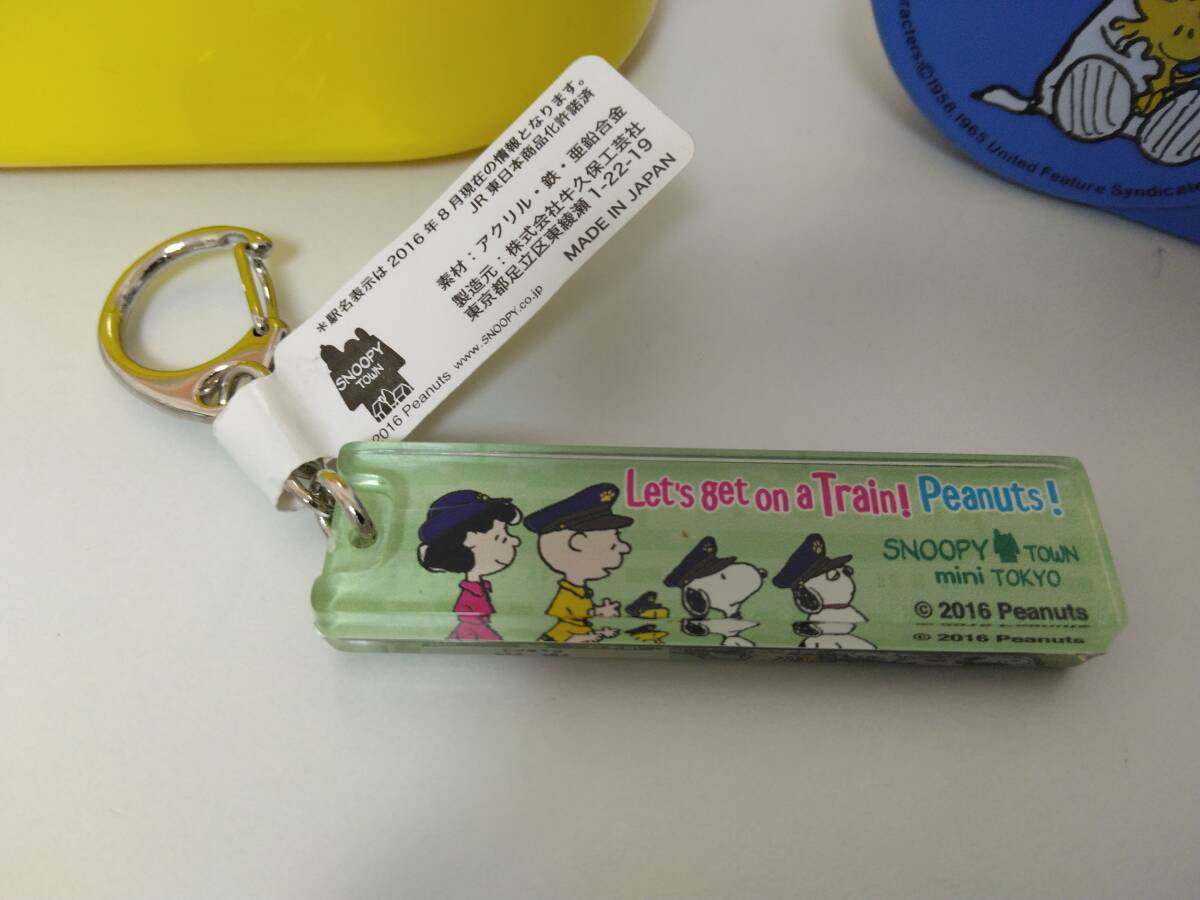 *駅名表示は2016年8月現在の情報となります。
JR東日本商品化許諾済
素材:アクリル・鉄・亜鉛合金
製造元:株式会社牛久保工芸社
東京都足立区東綾瀬1-22-19
MADE IN JAPAN
SNOOPY
TOWN
2016 Peanuts www.SNOOPY.co.jp
Let's get on a Train! Peanuts!
SNOOPY TOWN
mini TOKYO
© 2016 Peanuts
© 2016 Peanuts
racters:©1958,1965 United Feature Syndicate